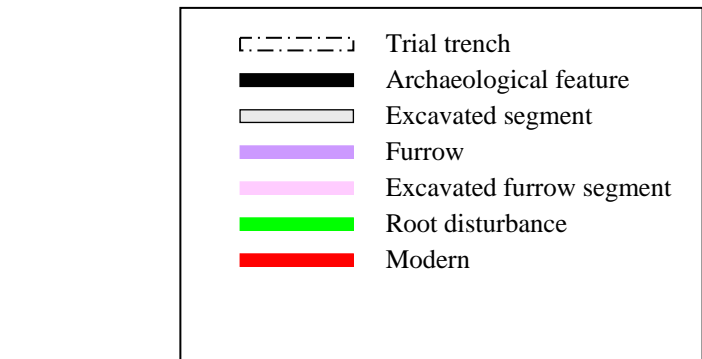 Trial trench
Archaeological feature
Excavated segment
Furrow
Excavated furrow segment
Root disturbance
Modern